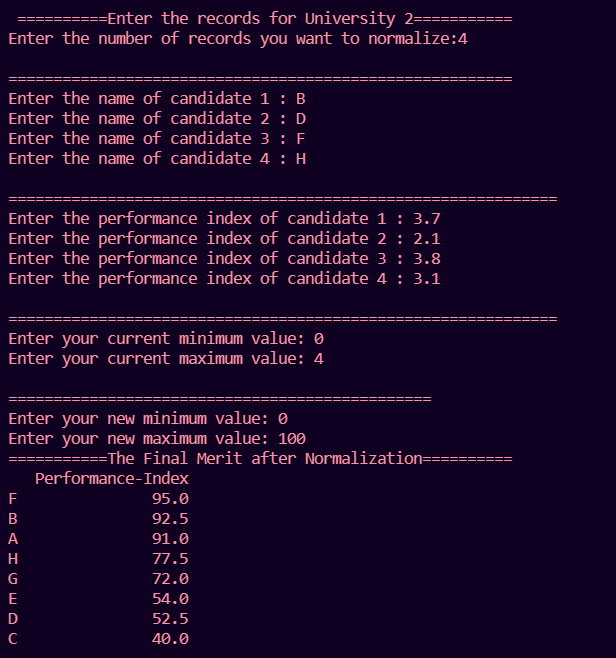 ==========Enter the records for University 2===========
Enter the number of records you want to normalize:4
========================================================
Enter the name of candidate 1 : B
Enter the name of candidate 2 : D
Enter the name of candidate 3 : F
Enter the name of candidate 4 : H
=============================================================
Enter the performance index of candidate 1 : 3.7
Enter the performance index of candidate 2 : 2.1
Enter the performance index of candidate 3 : 3.8
Enter the performance index of candidate 4 : 3.1
=============================================================
Enter your current minimum value: 0
Enter your current maximum value: 4
===============================================
Enter your new minimum value: 0
Enter your new maximum value: 100
===========The Final Merit after Normalization==========
Performance-Index
F 95.0
B 92.5
A 91.0
H 77.5
G 72.0
E 54.0
D 52.5
C 40.0